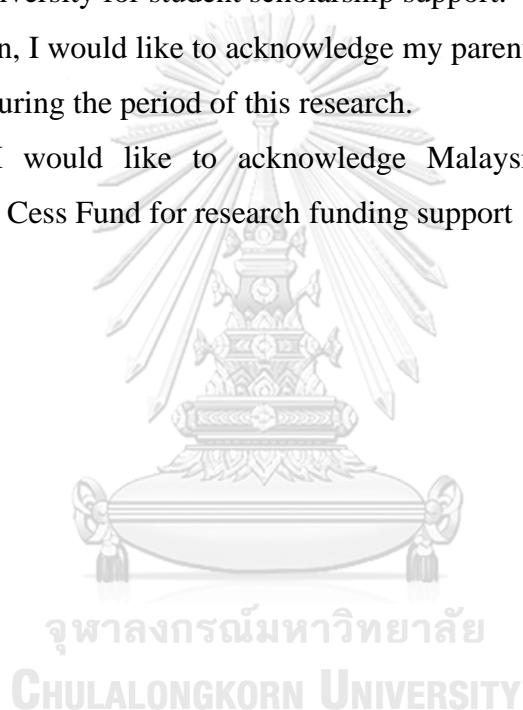 versity for student scholarship support.
n, I would like to acknowledge my parent
uring the period of this research.
I would like to acknowledge Malaysi
Cess Fund for research funding support
จุฬาลงกรณ์มหาวิทยาลัย
CHULALONGKORN UNIVERSITY